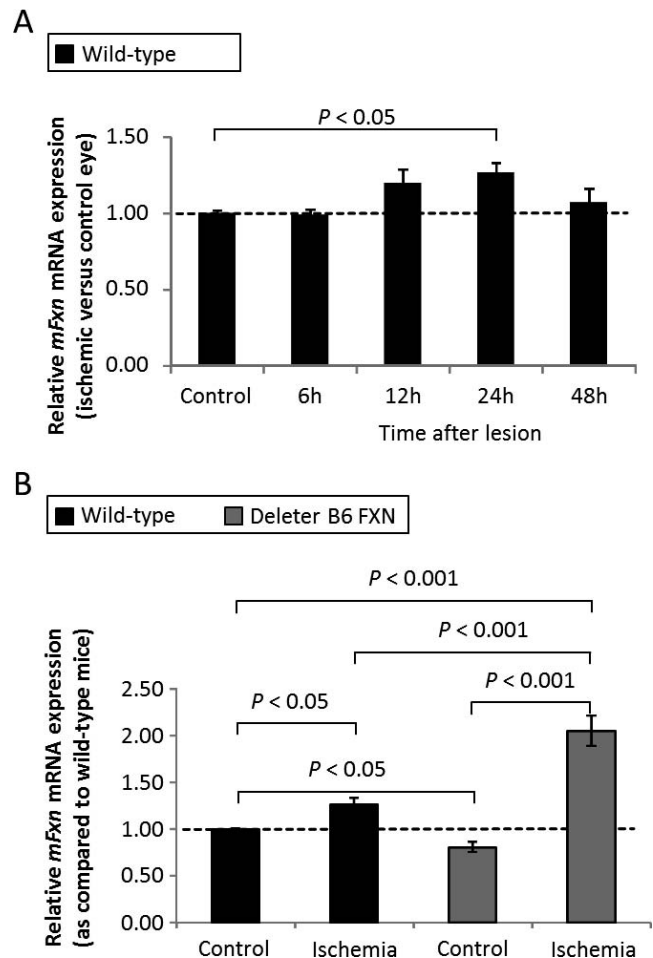 A
Wild-type
P < 0.05
1.50
1.00
0.50
0.00
Relative mFxn mRNA expression
(ischemic versus control eye)
Control 6h 12h 24h 48h
Time after lesion
B
Wild-type Deleter B6 FXN
P < 0.001
P < 0.001
P < 0.001
P < 0.05
P < 0.05
2.50
2.00
1.50
1.00
0.50
0.00
Relative mFxn mRNA expression
(as compared to wild-type mice)
Control Ischemia Control Ischemia